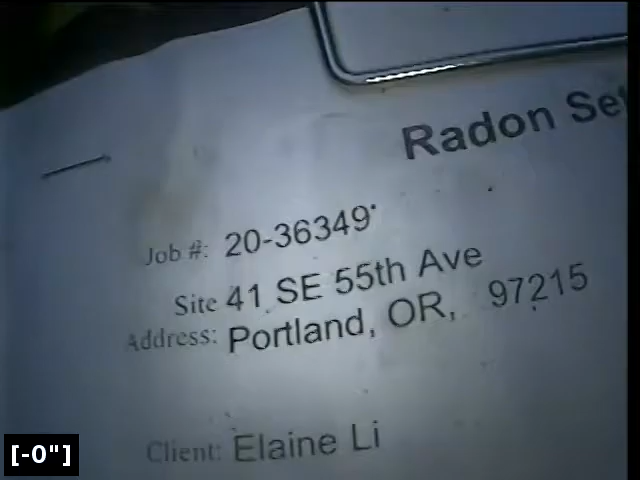 Radon Se
Job #: 20-36349
Site 41 SE 55th Ave
Address: Portland, OR, 97215
Client: Elaine Li
[-0"]